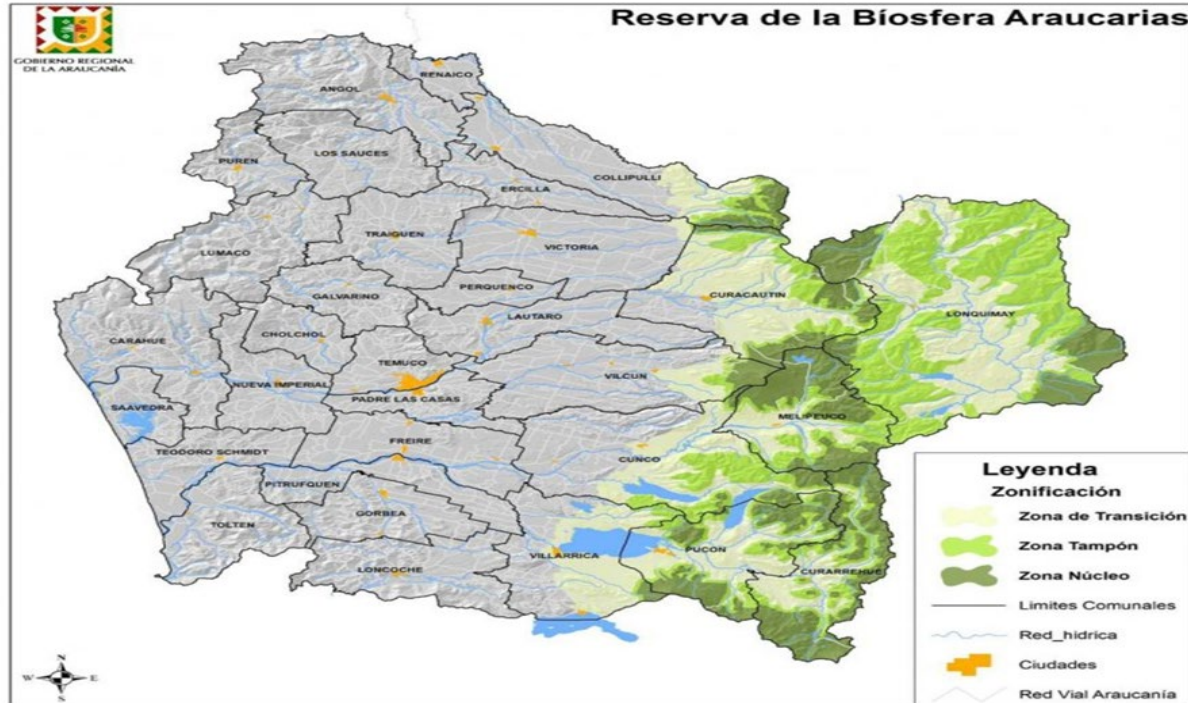 Reserva de la Bíosfera Araucarias
GOBIERNO REGIONAL
DE LA ARAUCANÍA
RENAICO
ANGOL
PUREN
LOS SAUCES
COLLIPULLI
ERCILLA
LUMACO
TRAIGUEN
VICTORIA
GALVARINO
PERQUENCO
CURACAUTIN
LONQUIMAY
LAUTARO
CHOLCHOL
CARAHUE
TEMUCO
NUEVA IMPERIAL
VILCUN
PADRE LAS CASAS
SAAVEDRA
MELIPEUCO
FREIRE
TEODORO SCHMIDT
CUNCO
PITRUFQUEN
GORBEA
TOLTEN
VILLARRICA
PUCON
LONCOCHE
CURARREHUE
Leyenda
Zonificación
Zona de Transición
Zona Tampón
Zona Núcleo
Limites Comunales
Red_hidrica
Ciudades
Red Vial Araucanía
N
W E
S